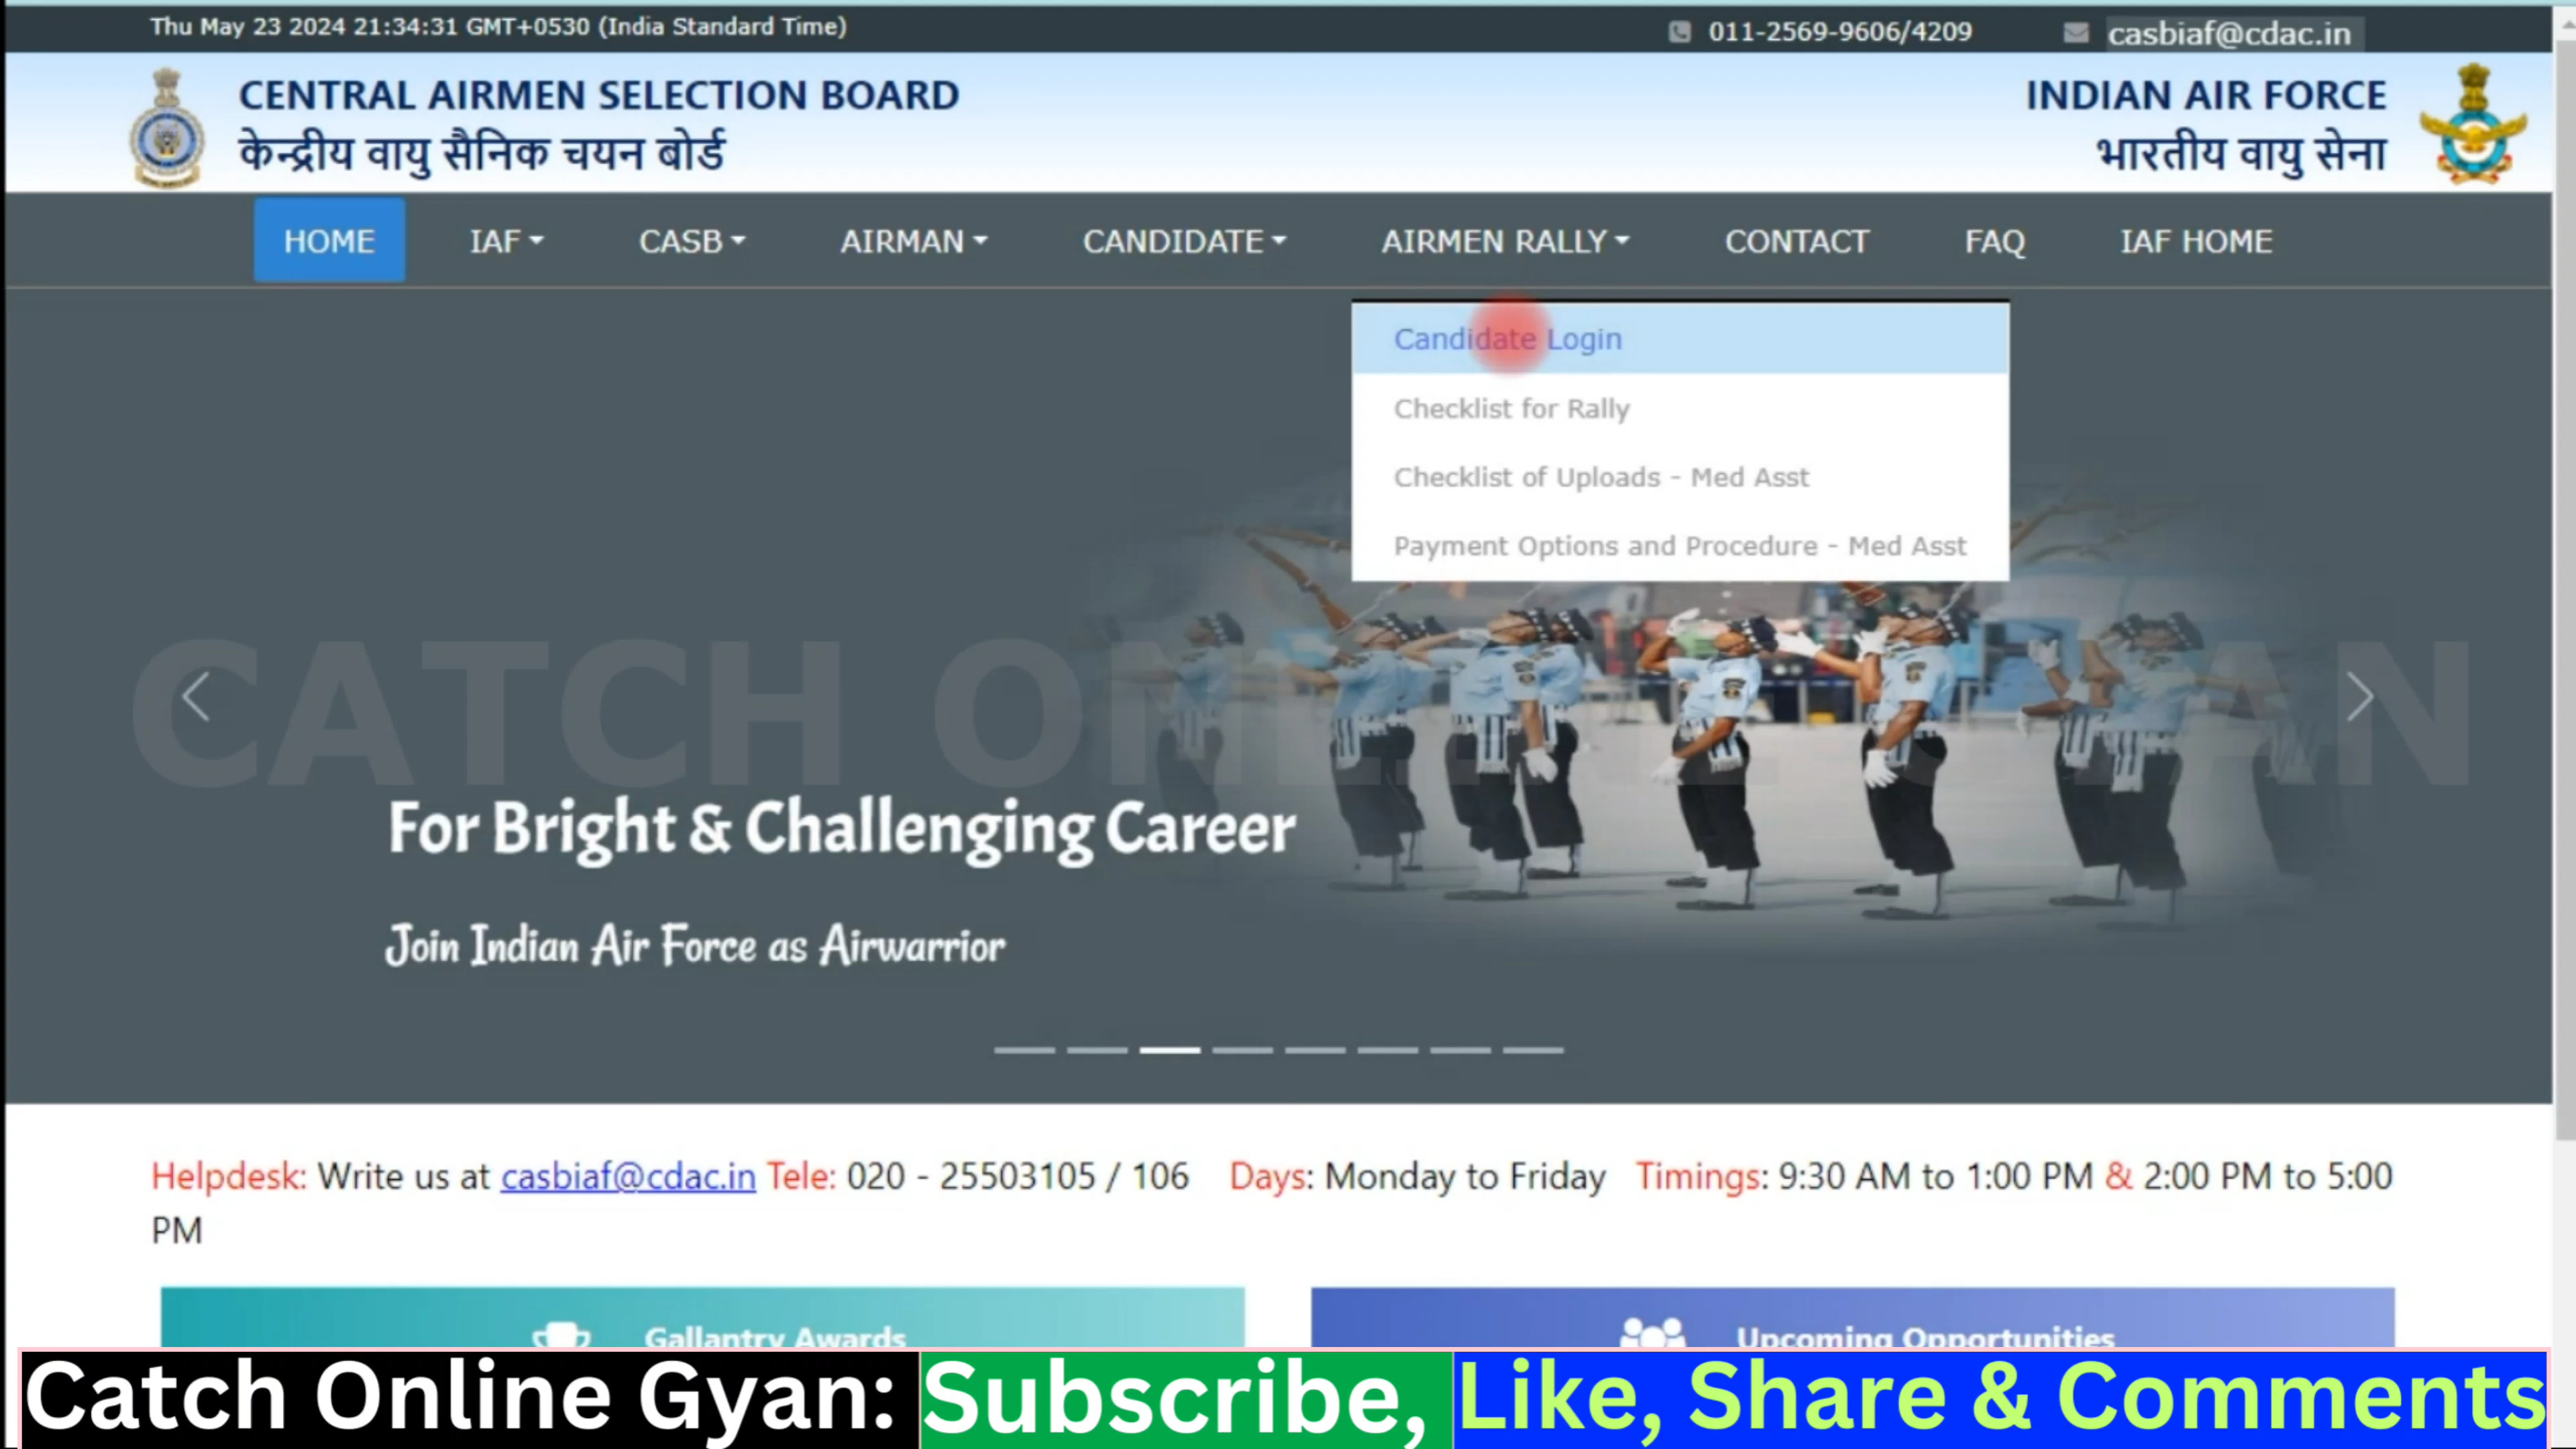 Thu May 23 2024 21:34:31 GMT+0530 (India Standard Time)
011-2569-9606/4209
casbiaf@cdac.in
CENTRAL AIRMEN SELECTION BOARD
केन्द्रीय वायु सैनिक चयन बोर्ड
INDIAN AIR FORCE
भारतीय वायु सेना
HOME
IAF
CASB
AIRMAN
CANDIDATE
AIRMEN RALLY
CONTACT
FAQ
IAF HOME
Candidate Login
Checklist for Rally
Checklist of Uploads - Med Asst
Payment Options and Procedure - Med Asst
CATCH ONLINE GYAN
For Bright & Challenging Career
Join Indian Air Force as Airwarrior
Helpdesk: Write us at casbiaf@cdac.in Tele: 020 - 25503105 / 106 Days: Monday to Friday Timings: 9:30 AM to 1:00 PM & 2:00 PM to 5:00
PM
Gallantry Awards
Upcoming Opportunities
Catch Online Gyan: Subscribe, Like, Share & Comments